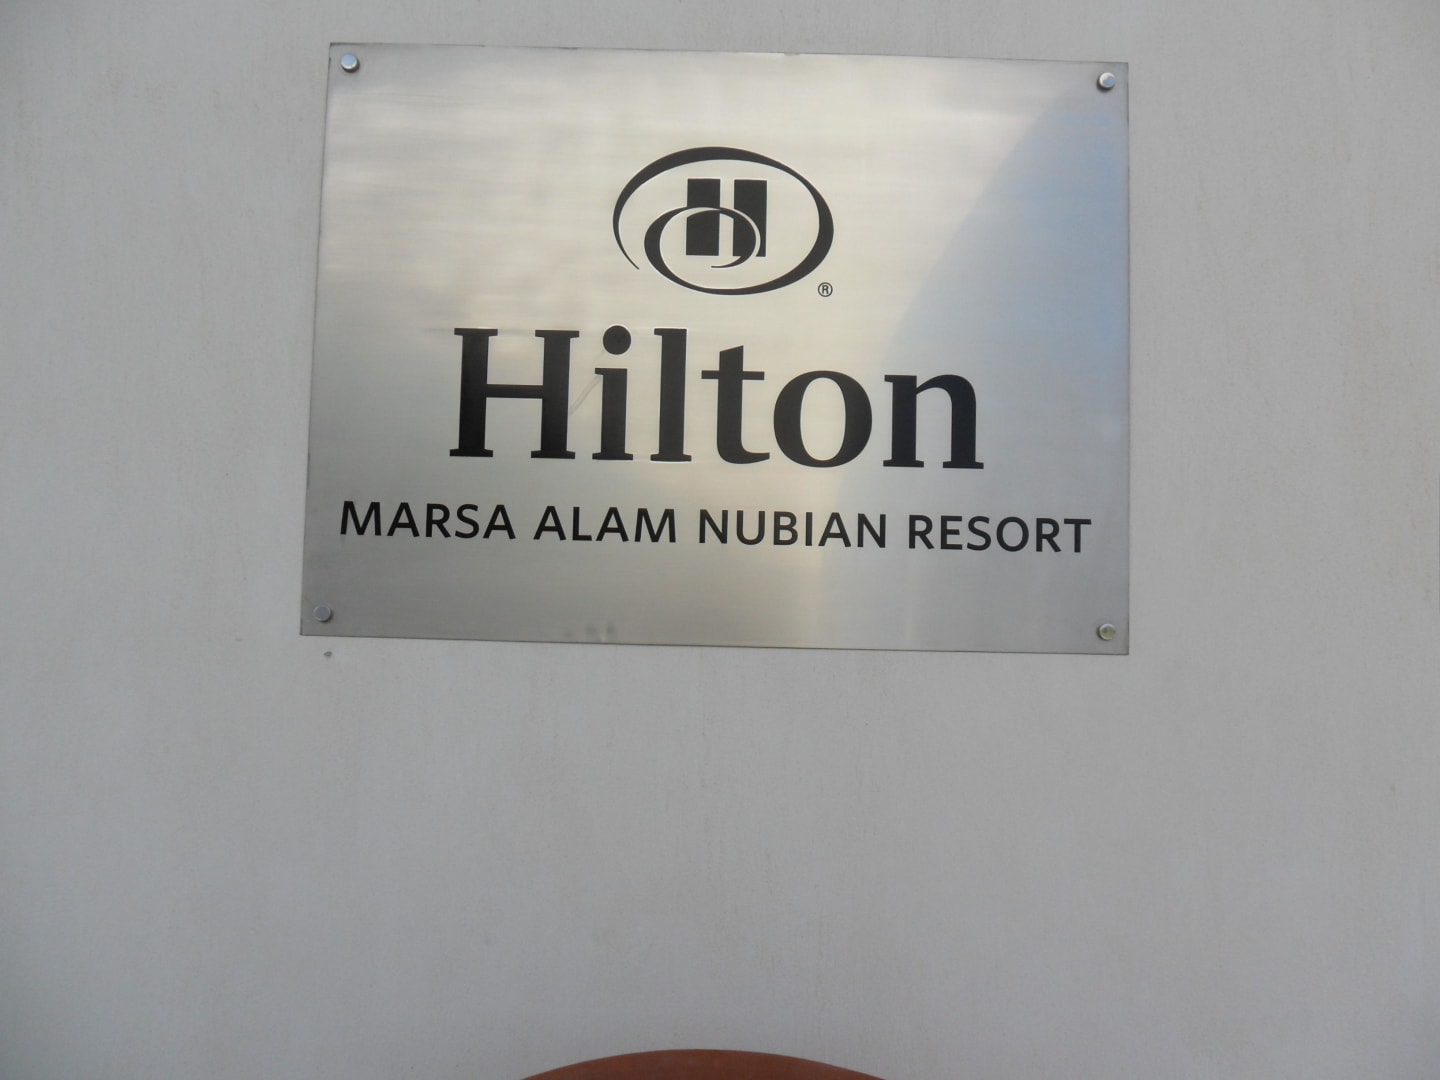 H
®
Hilton
MARSA ALAM NUBIAN RESORT